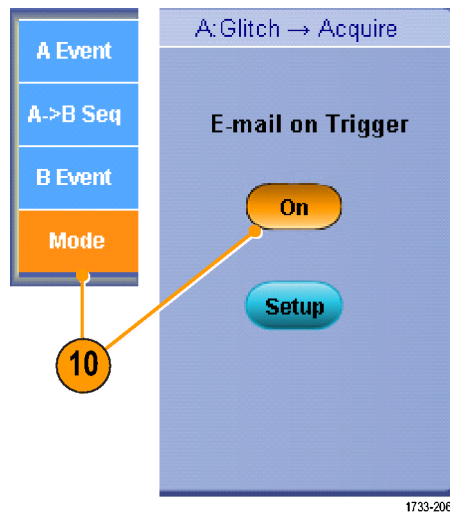 A Event
A->B Seq
B Event
Mode
A:Glitch → Acquire
E-mail on Trigger
On
Setup
10
1733-206